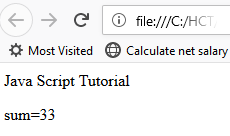 file:///C:/HCT/
Most Visited Calculate net salary
Java Script Tutorial
sum=33